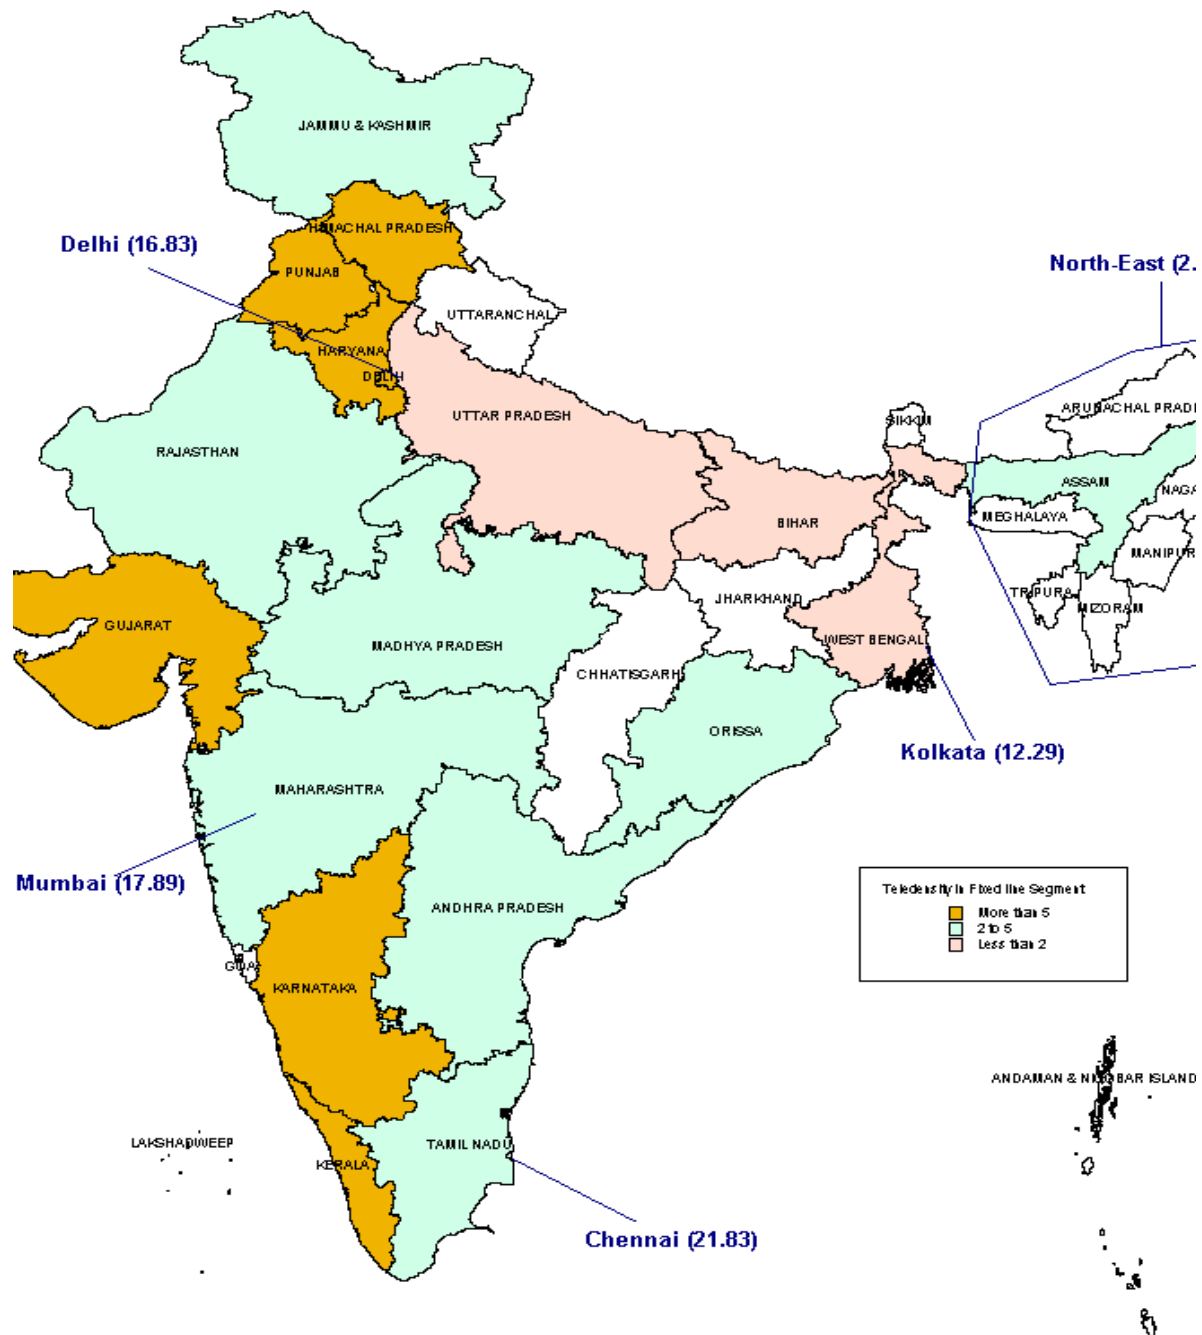 JAMMU & KASHMIR
HIMACHAL PRADESH
Delhi (16.83)
PUNJAB
North-East (2.
UTTARANCHAL
HARYANA
DELHI
ARUNACHAL PRADE
UTTAR PRADESH
SIKKIM
RAJASTHAN
ASSAM
NAGA
MEGHALAYA
BIHAR
MANIPUR
TRIPURA
JHARKHAND
MIZORAM
GUJARAT
WEST BENGAL
MADHYA PRADESH
CHHATISGARH
ORISSA
Kolkata (12.29)
MAHARASHTRA
Mumbai (17.89)
Teledensity in Fixed line Segment
More than 5
2 to 5
Less than 2
ANDHRA PRADESH
GOA
KARNATAKA
ANDAMAN & NICOBAR ISLAND
LAKSHADWEEP
TAMIL NADU
KERALA
Chennai (21.83)